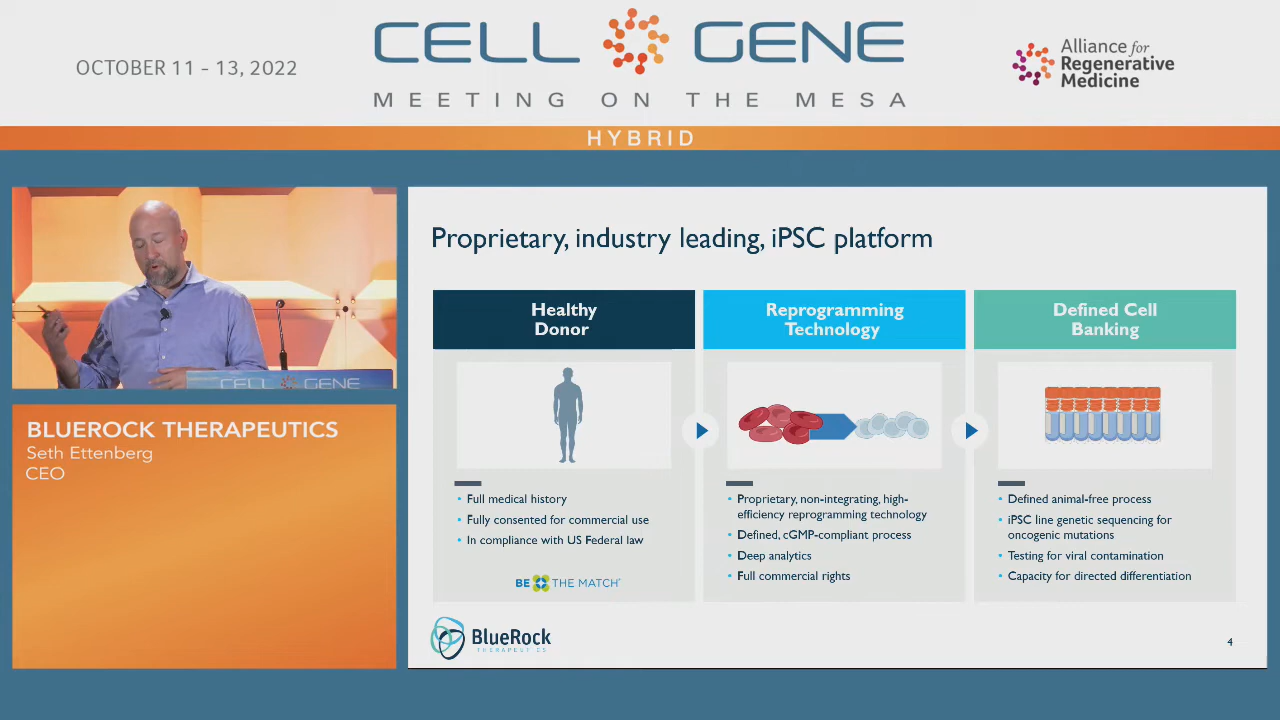 OCTOBER 11 - 13, 2022
CELL GENE
MEETING ON THE MESA
Alliance for
Regenerative
Medicine
HYBRID
CELL GENE
BLUEROCK THERAPEUTICS
Seth Ettenberg
CEO
Proprietary, industry leading, iPSC platform
Healthy
Donor
• Full medical history
• Fully consented for commercial use
• In compliance with US Federal law
BE THE MATCH®
Reprogramming
Technology
• Proprietary, non-integrating, high-
efficiency reprogramming technology
• Defined, cGMP-compliant process
• Deep analytics
• Full commercial rights
Defined Cell
Banking
• Defined animal-free process
• iPSC line genetic sequencing for
oncogenic mutations
• Testing for viral contamination
• Capacity for directed differentiation
BlueRock
THERAPEUTICS
4